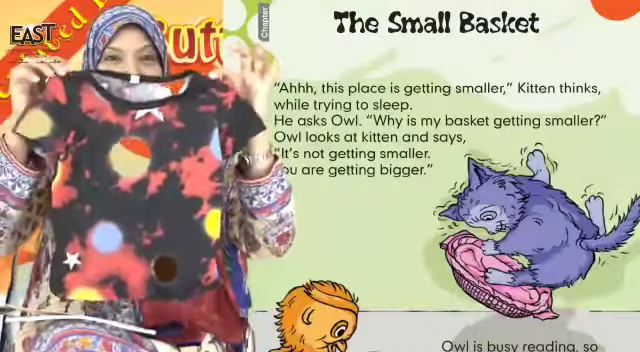 EAST
Chapter
The Small Basket
"Ahhh, this place is getting smaller," Kitten thinks,
while trying to sleep.
He asks Owl. "Why is my basket getting smaller?"
Owl looks at kitten and says,
"It's not getting smaller.
ou are getting bigger."
Owl is busy reading, so